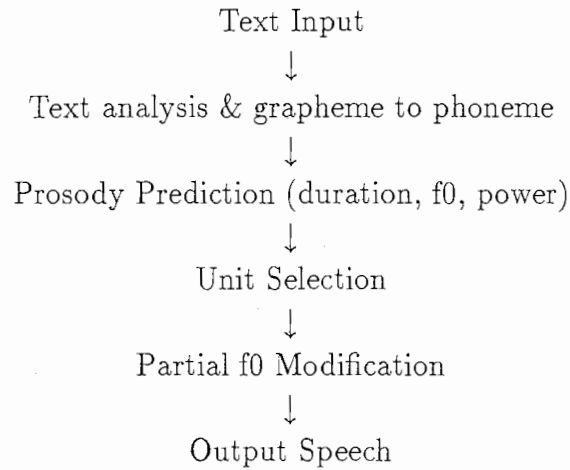 Text Input
↓
Text analysis & grapheme to phoneme
↓
Prosody Prediction (duration, f0, power)
↓
Unit Selection
↓
Partial f0 Modification
↓
Output Speech